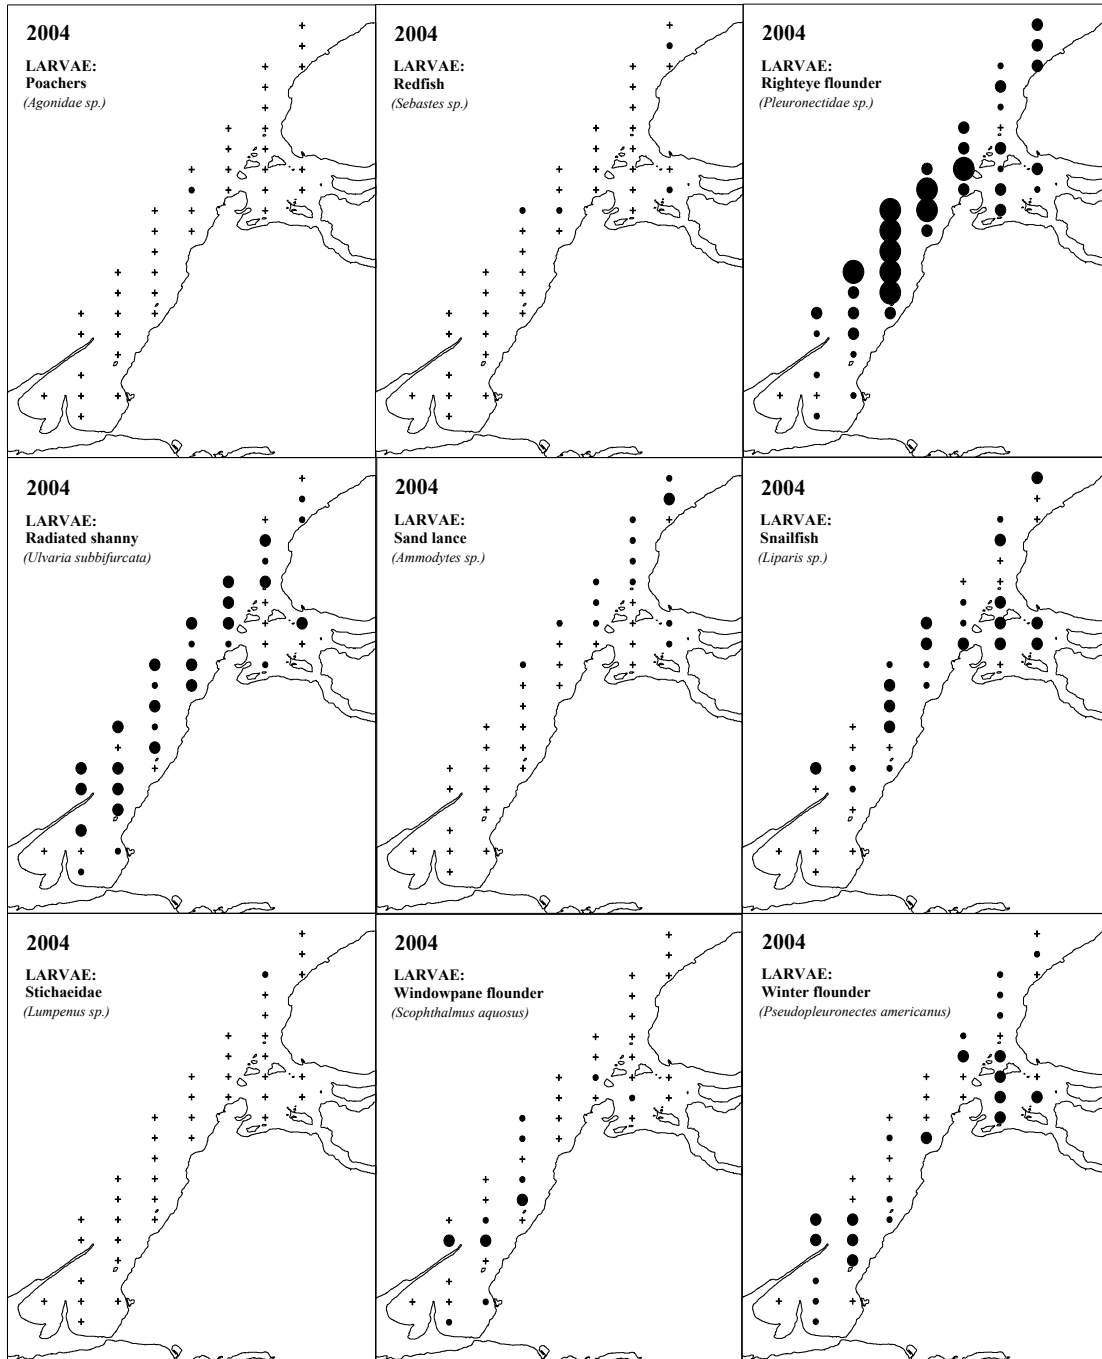 2004
LARVAE:
Poachers
(Agonidae sp.)
2004
LARVAE:
Redfish
(Sebastes sp.)
2004
LARVAE:
Righteye flounder
(Pleuronectidae sp.)
2004
LARVAE:
Radiated shanny
(Ulvaria subbifurcata)
2004
LARVAE:
Sand lance
(Ammodytes sp.)
2004
LARVAE:
Snailfish
(Liparis sp.)
2004
LARVAE:
Stichaeidae
(Lumpenus sp.)
2004
LARVAE:
Windowpane flounder
(Scophthalmus aquosus)
2004
LARVAE:
Winter flounder
(Pseudopleuronectes americanus)